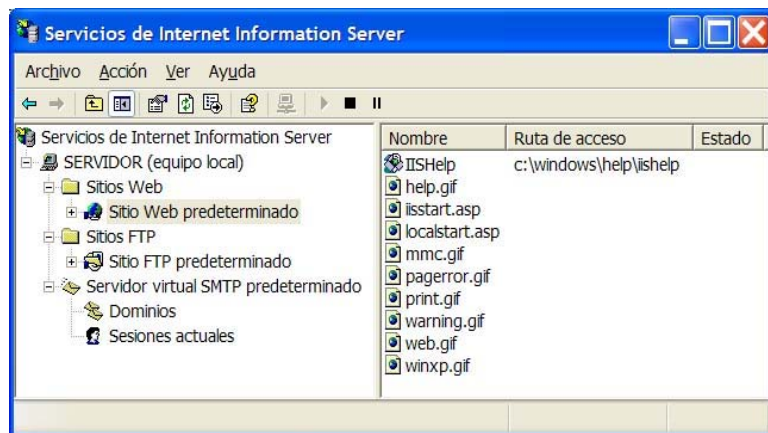 Servicios de Internet Information Server
Archivo Acción Ver Ayuda
Servicios de Internet Information Server
SERVIDOR (equipo local)
Sitios Web
Sitio Web predeterminado
Sitios FTP
Sitio FTP predeterminado
Servidor virtual SMTP predeterminado
Dominios
Sesiones actuales
Nombre Ruta de acceso Estado
IISHelp c:\windows\help\iishelp
help.gif
iisstart.asp
localstart.asp
mmc.gif
pagerror.gif
print.gif
warning.gif
web.gif
winxp.gif